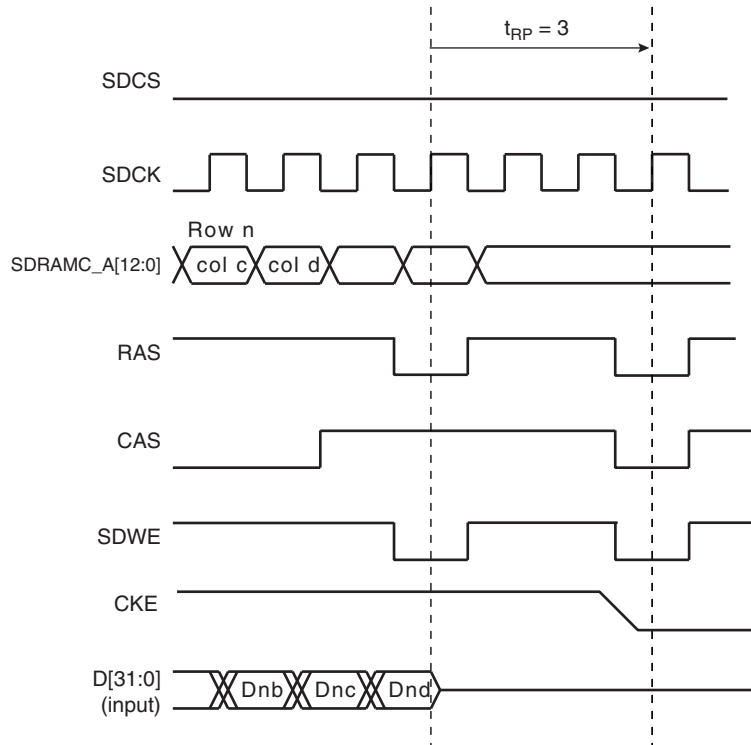 tRP = 3
SDCS
SDCK
Row n
SDRAMC_A[12:0]
col c
col d
RAS
CAS
SDWE
CKE
D[31:0]
(input)
Dnb
Dnc
Dnd